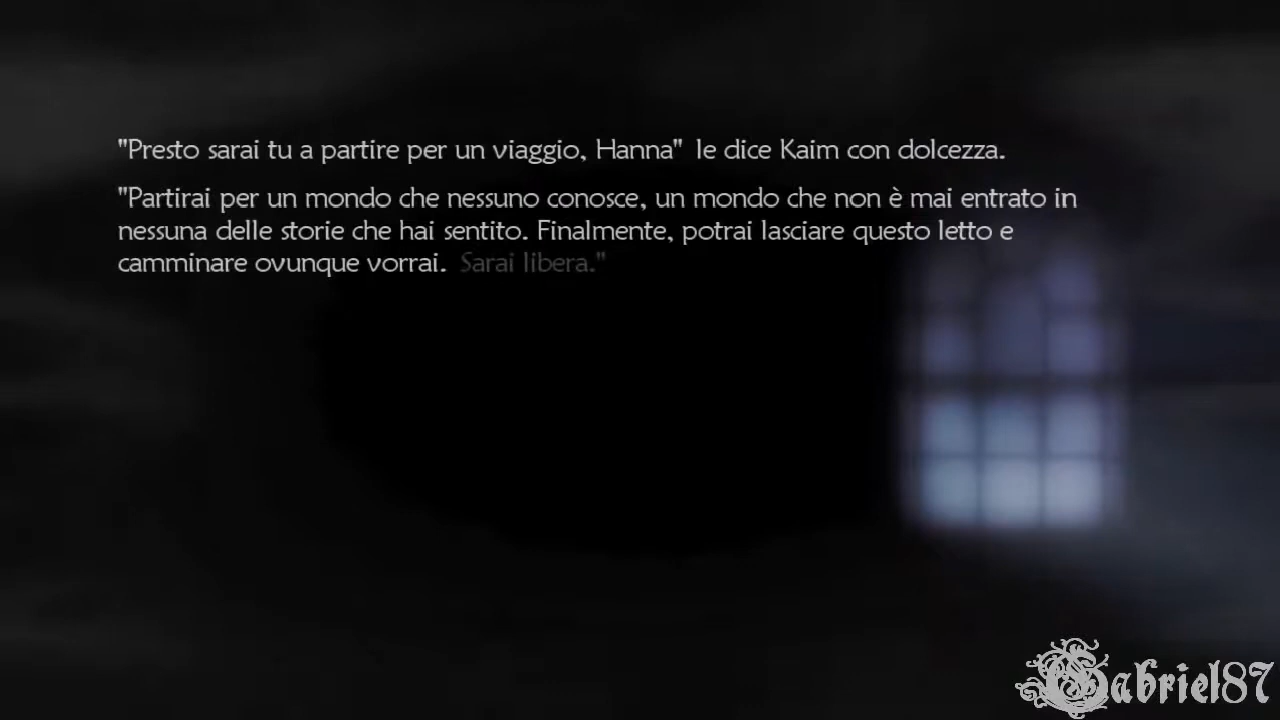 "Presto sarai tu a partire per un viaggio, Hanna"  le dice Kaim con dolcezza.
"Partirai per un mondo che nessuno conosce, un mondo che non è mai entrato in
nessuna delle storie che hai sentito. Finalmente, potrai lasciare questo letto e
camminare ovunque vorrai.  Sarai libera."
Gabriel87